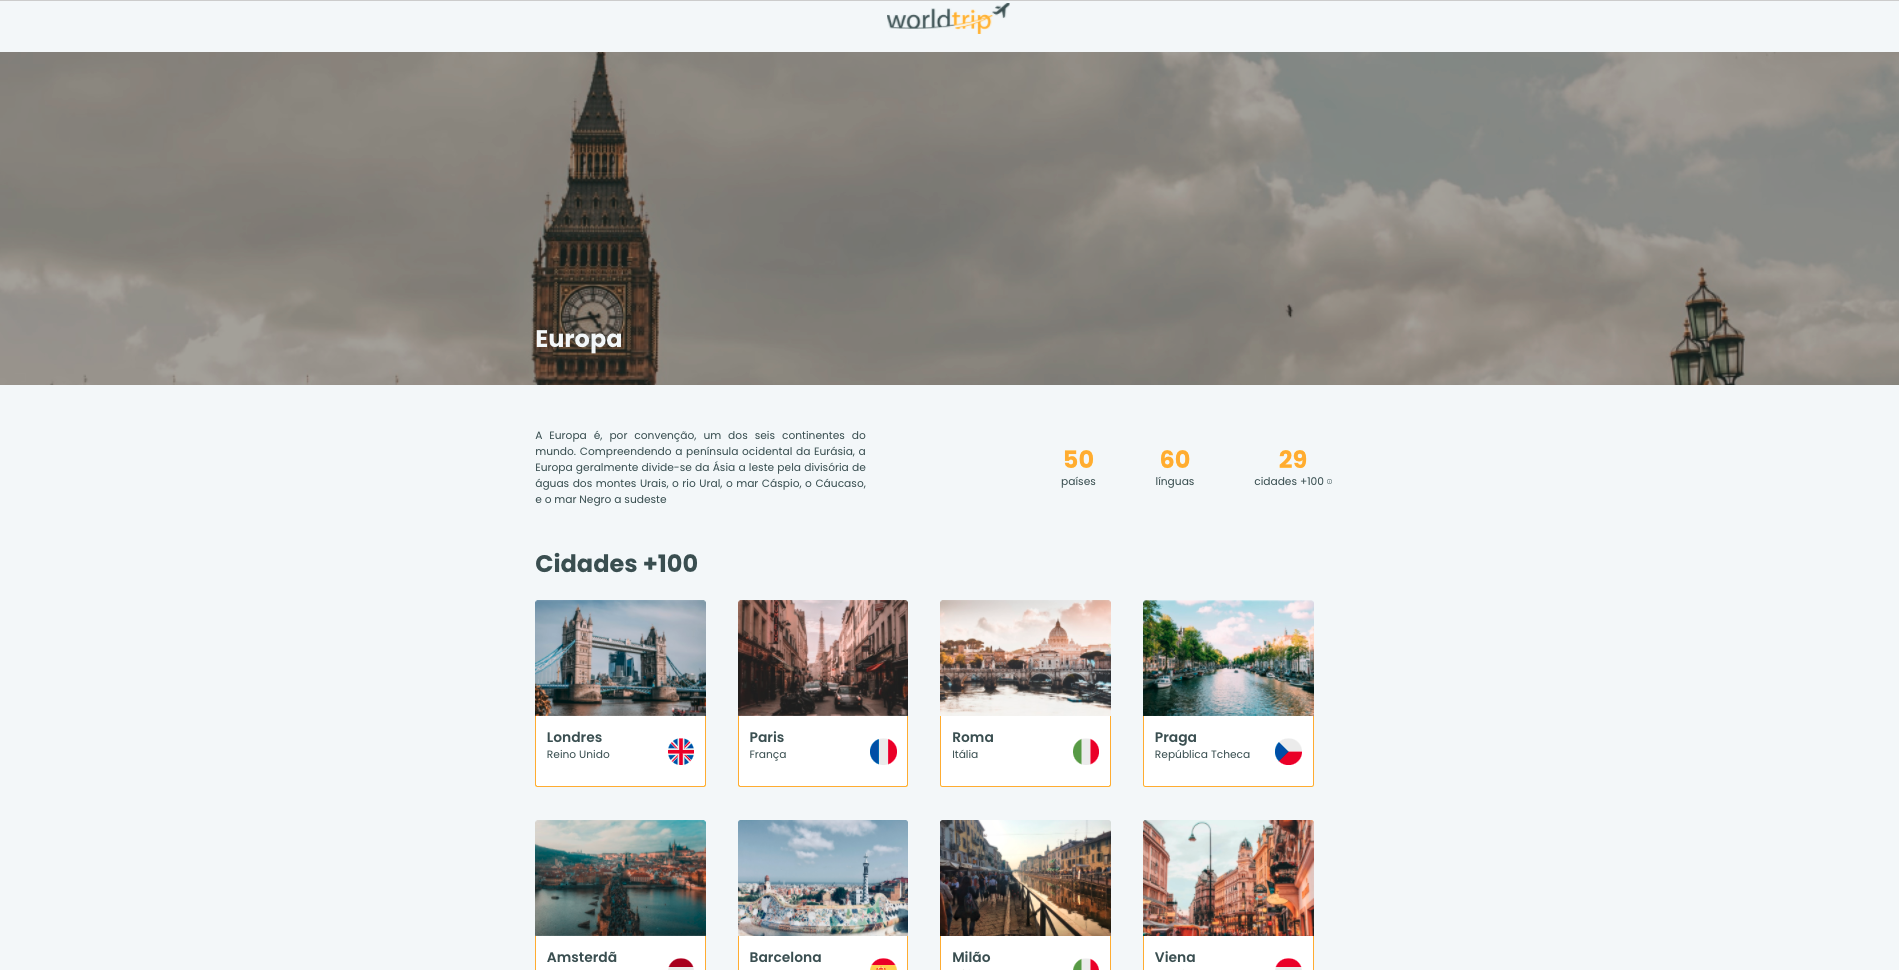 worldtrip
Europa
A Europa é, por convenção, um dos seis continentes do
mundo. Compreendendo a península ocidental da Eurásia, a
Europa geralmente divide-se da Ásia a leste pela divisória de
águas dos montes Urais, o rio Ural, o mar Cáspio, o Cáucaso,
e o mar Negro a sudeste
50
países
60
línguas
29
cidades +100
Cidades +100
Londres
Reino Unido
Paris
França
Roma
Itália
Praga
República Tcheca
Amsterdã
Barcelona
Milão
Viena